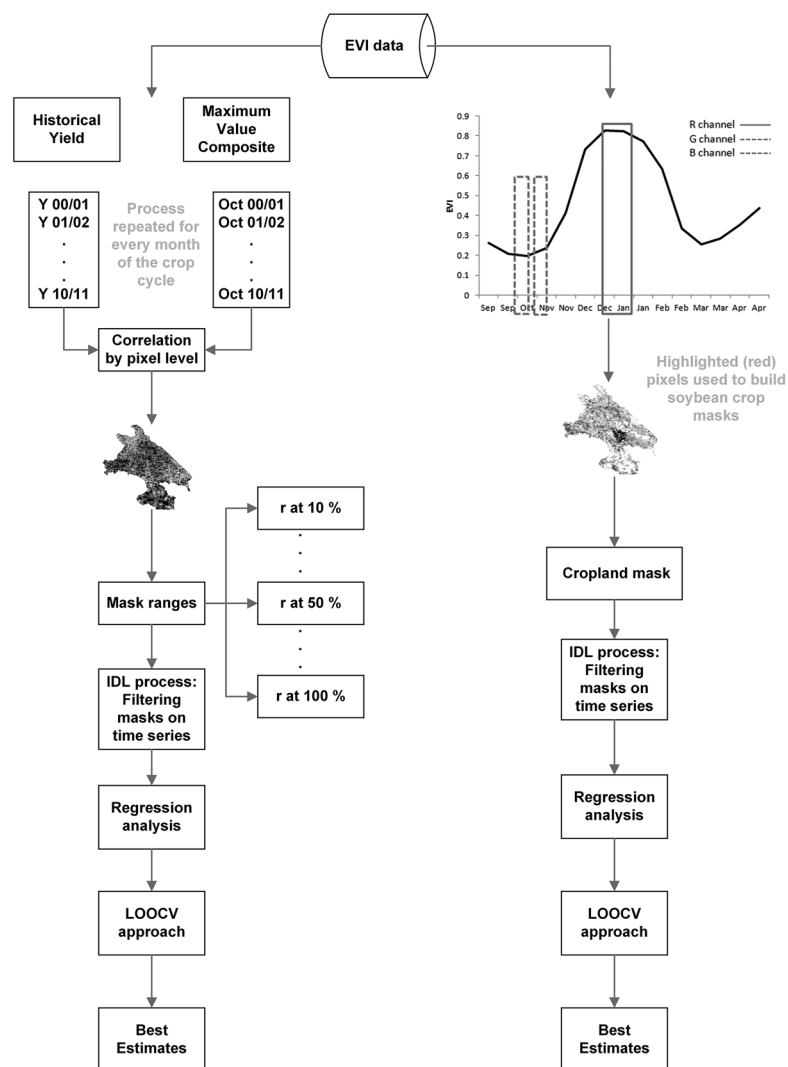 EVI data
Historical
Yield
Maximum
Value
Composite
Y 00/01
Y 01/02
.
.
.
.
Y 10/11
Process
repeated for
every month
of the crop
cycle
Oct 00/01
Oct 01/02
.
.
.
.
Oct 10/11
Correlation
by pixel level
Mask ranges
r at 10 %
.
.
.
.
r at 50 %
.
.
.
.
r at 100 %
IDL process:
Filtering
masks on
time series
Regression
analysis
LOOCV
approach
Best
Estimates
R channel
G channel
B channel
EVI
0.9
0.8
0.7
0.6
0.5
0.4
0.3
0.2
0.1
0
Sep Sep Oct Nov Nov Dec Dec Jan Jan Feb Feb Mar Mar Apr Apr
Highlighted (red)
pixels used to build
soybean crop
masks
Cropland mask
IDL process:
Filtering
masks on
time series
Regression
analysis
LOOCV
approach
Best
Estimates